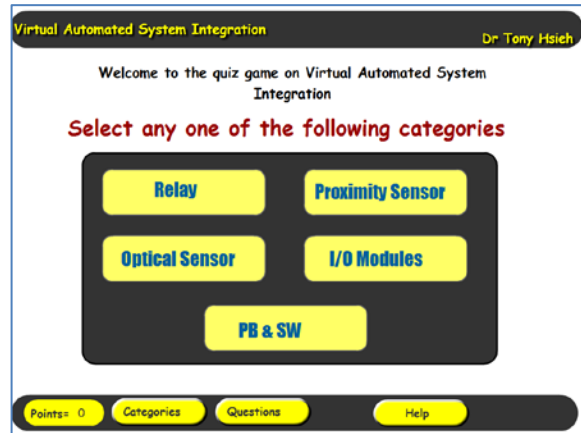 Virtual Automated System Integration
Dr Tony Hsieh
Welcome to the quiz game on Virtual Automated System
Integration
Select any one of the following categories
Relay
Proximity Sensor
Optical Sensor
I/O Modules
PB & SW
Points= 0
Categories
Questions
Help